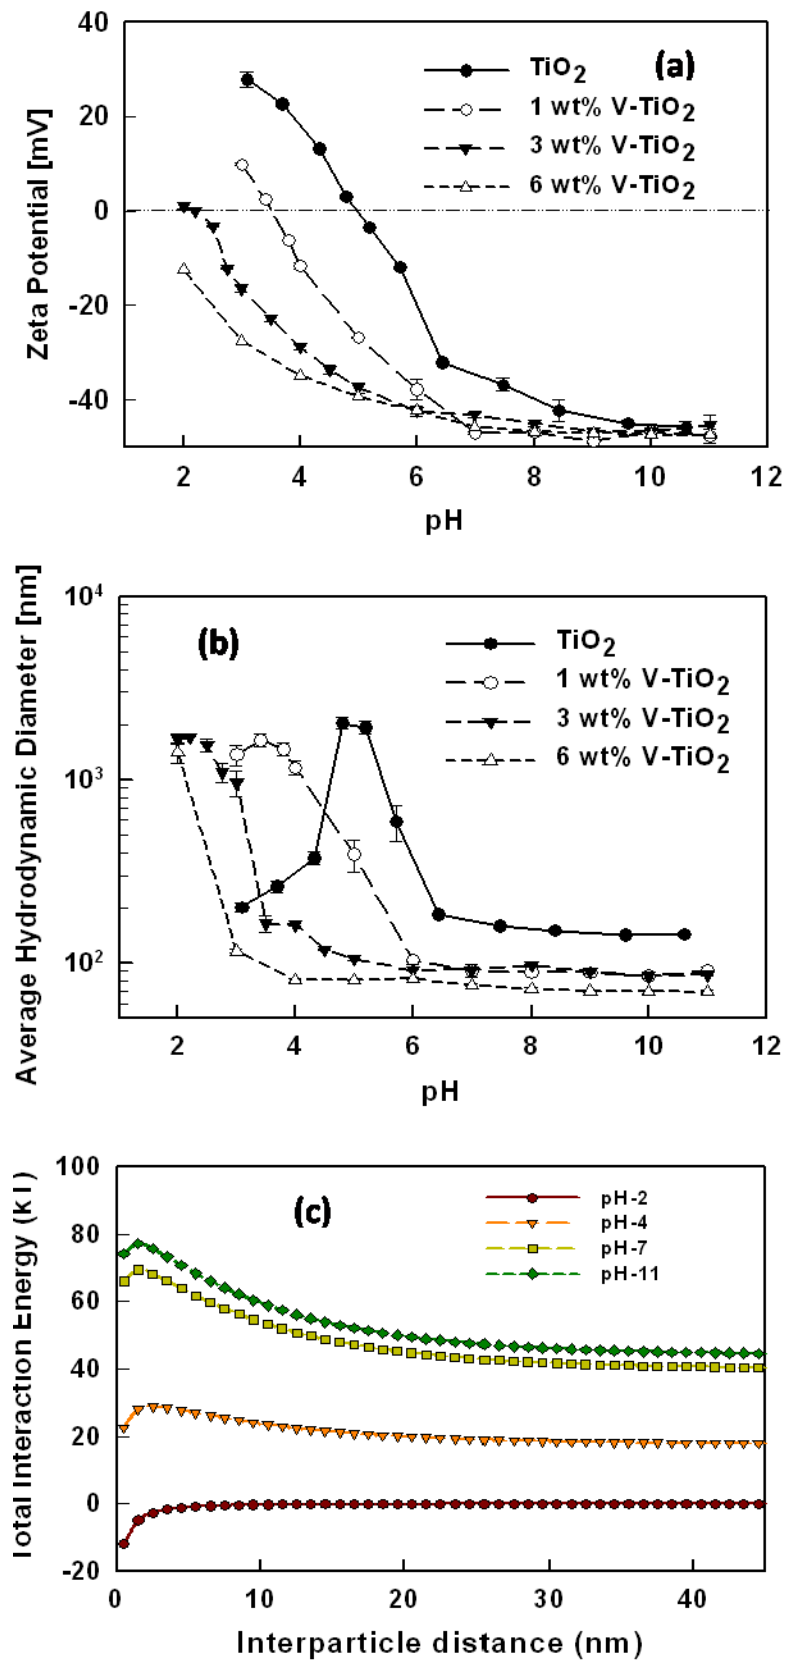 40
20
0
-20
-40
Zeta Potential [mV]
TiO2
1 wt% V-TiO2
3 wt% V-TiO2
6 wt% V-TiO2
(a)
2 4 6 8 10 12
pH
10^4
10^3
10^2
Average Hydrodynamic Diameter [nm]
(b)
TiO2
1 wt% V-TiO2
3 wt% V-TiO2
6 wt% V-TiO2
2 4 6 8 10 12
pH
100
80
60
40
20
0
-20
Total Interaction Energy (kT)
(c)
pH-2
pH-4
pH-7
pH-11
0 10 20 30 40
Interparticle distance (nm)